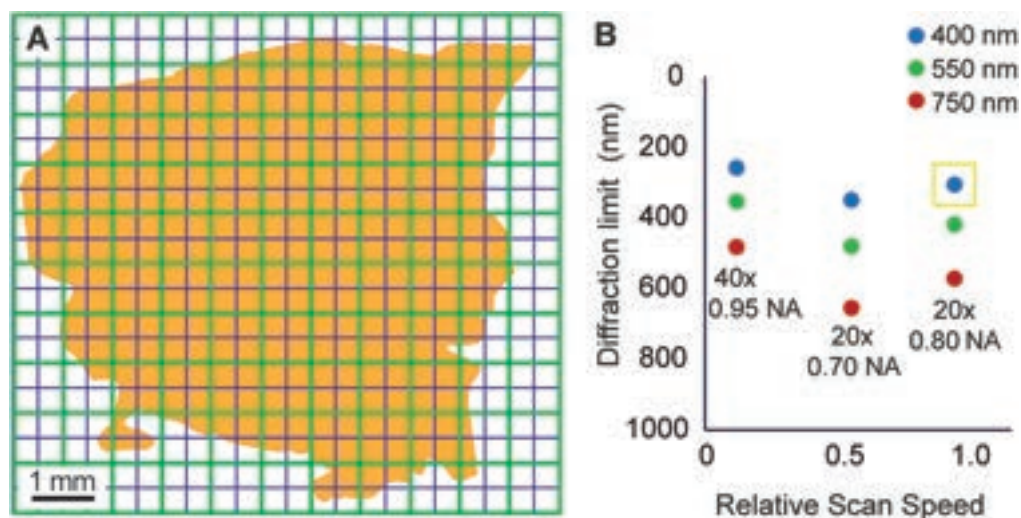 A
1 mm
B
400 nm
550 nm
750 nm
Diffraction limit (nm)
0
200
400
600
800
1000
40x
0.95 NA
20x
0.70 NA
20x
0.80 NA
0
0.5
1.0
Relative Scan Speed